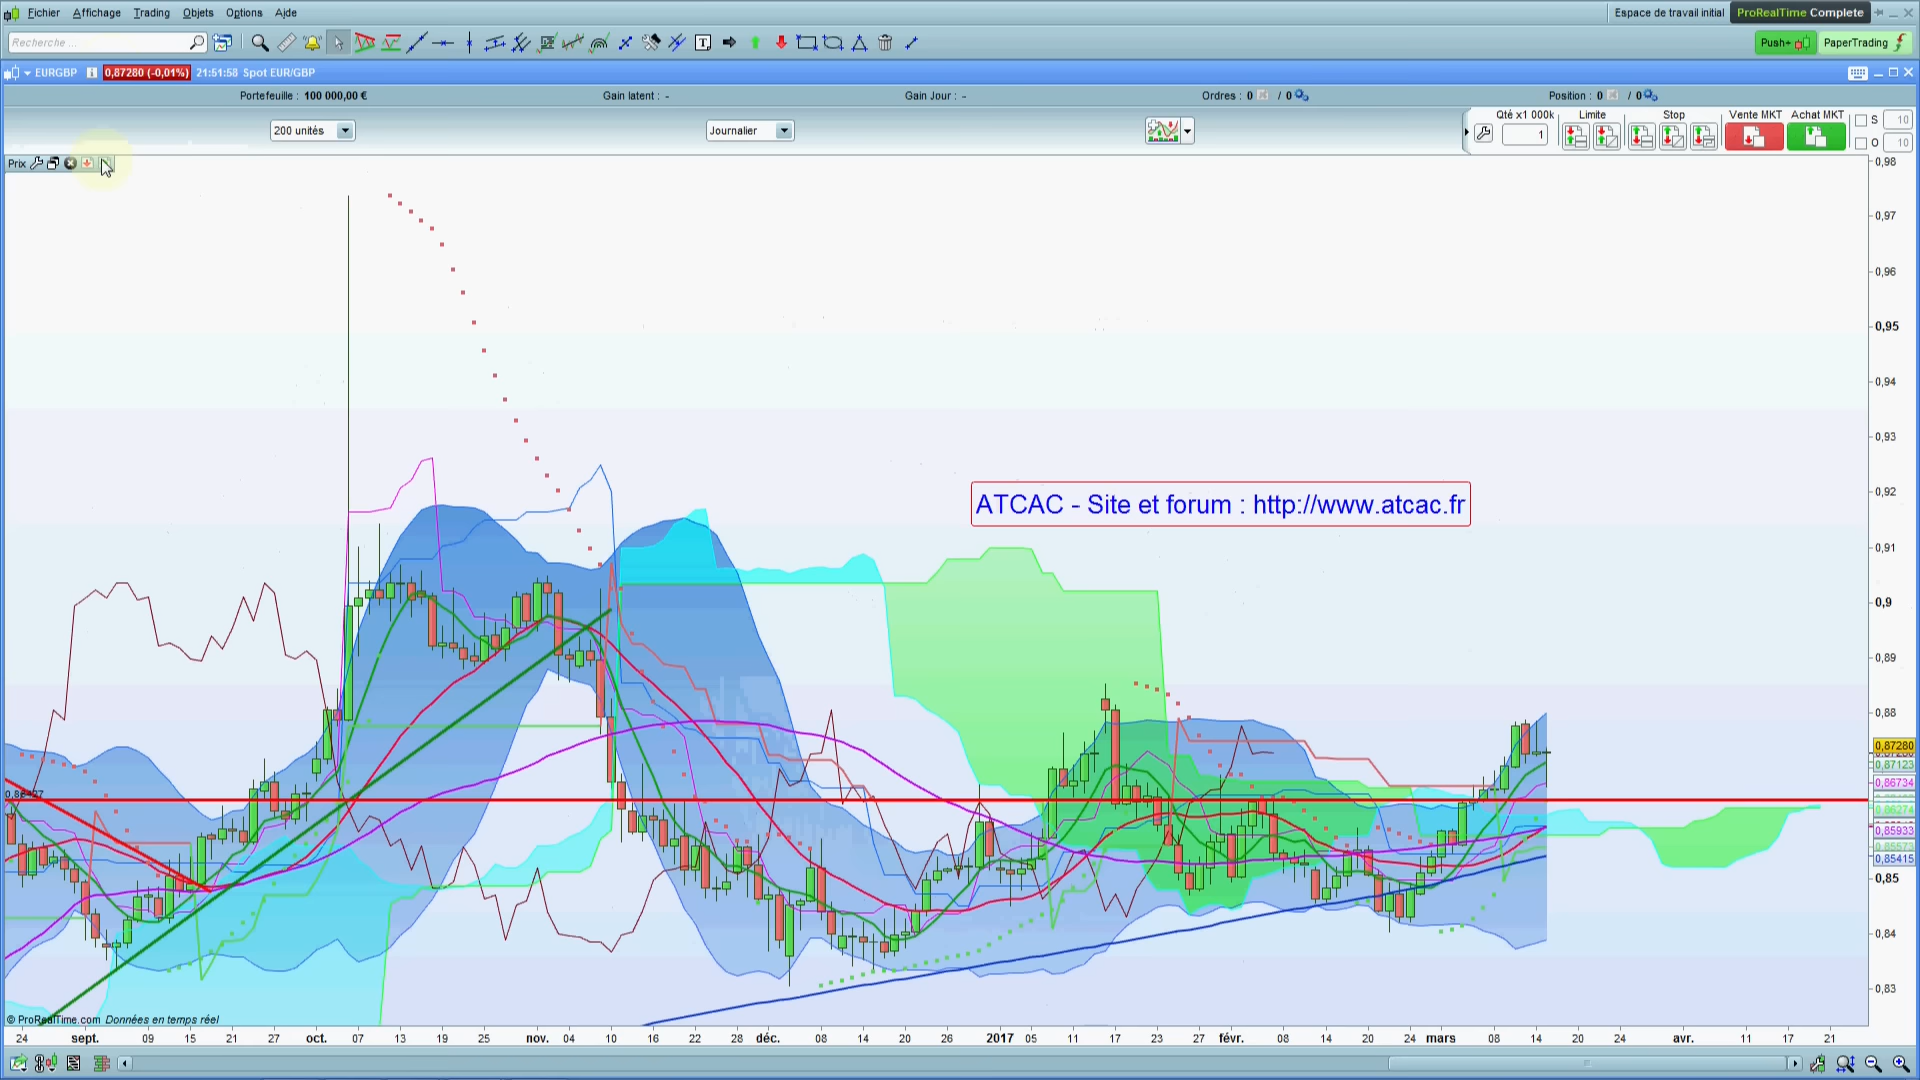 Fichier Affichage Trading Objets Options Aide
Espace de travail initial ProRealTime Complete
Recherche ...
Push+ PaperTrading
EURGBP 0,87280 (-0,01%) 21:51:58 Spot EUR/GBP
Portefeuille : 100 000,00 € Gain latent : - Gain Jour : - Ordres : 0 / 0 Position : 0 / 0
Qté x1 000k Limite Stop Vente MKT Achat MKT S 10
200 unités Journalier 1 O 10
Prix
0,98
0,97
0,96
0,95
0,94
0,93
0,92
ATCAC - Site et forum : http://www.atcac.fr
0,91
0,9
0,89
0,88
0,87280
0,87123
0,86734
0,86274
0,85933
0,85573
0,85415
0,85
0,84
0,83
© ProRealTime.com Données en temps réel
24 sept. 09 15 21 27 oct. 07 13 19 25 nov. 04 10 16 22 28 déc. 08 14 20 26 2017 05 11 17 23 27 févr. 08 14 20 24 mars 08 14 20 24 avr. 11 17 21